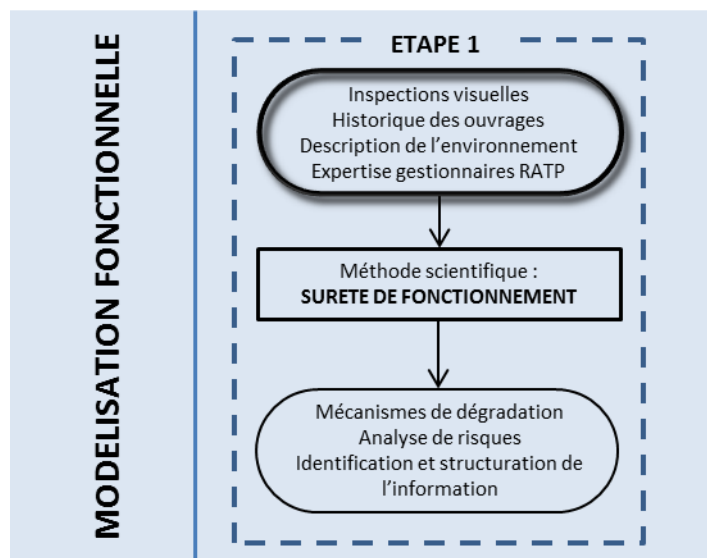 MODELISATION FONCTIONNELLE
ETAPE 1
Inspections visuelles
Historique des ouvrages
Description de l’environnement
Expertise gestionnaires RATP
Méthode scientifique :
SURETE DE FONCTIONNEMENT
Mécanismes de dégradation
Analyse de risques
Identification et structuration de
l’information